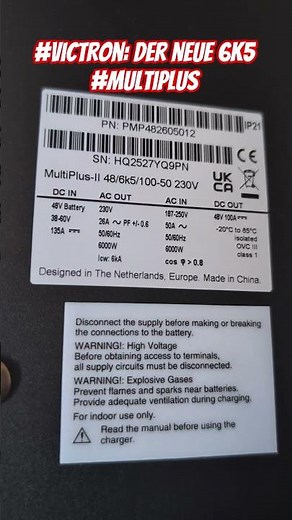 #VICTRON: DER NEUE 6K5
#MULTIPLUS
PN: PMP482605012
IP21
SN: HQ2527YQ9PN
MultiPlus-II 48/6k5/100-50 230V
UK
CA
DC IN AC OUT AC IN DC OUT
48V Battery 230V 187-250V 48V 100A ⎓
38-60V 26A ~ PF +/- 0.6 50A ~ -20°C to 65°C
135A ⎓ 50/60Hz 50/60Hz isolated
6000W 6000W OVC III
Icw: 6kA cos φ > 0.8 class 1
Designed in The Netherlands, Europe. Made in China.
Disconnect the supply before making or breaking
the connections to the battery.
WARNING!: High Voltage
Before obtaining access to terminals,
all supply circuits must be disconnected.
WARNING!: Explosive Gases
Prevent flames and sparks near batteries.
Provide adequate ventilation during charging.
For indoor use only.
Read the manual before using the
charger.